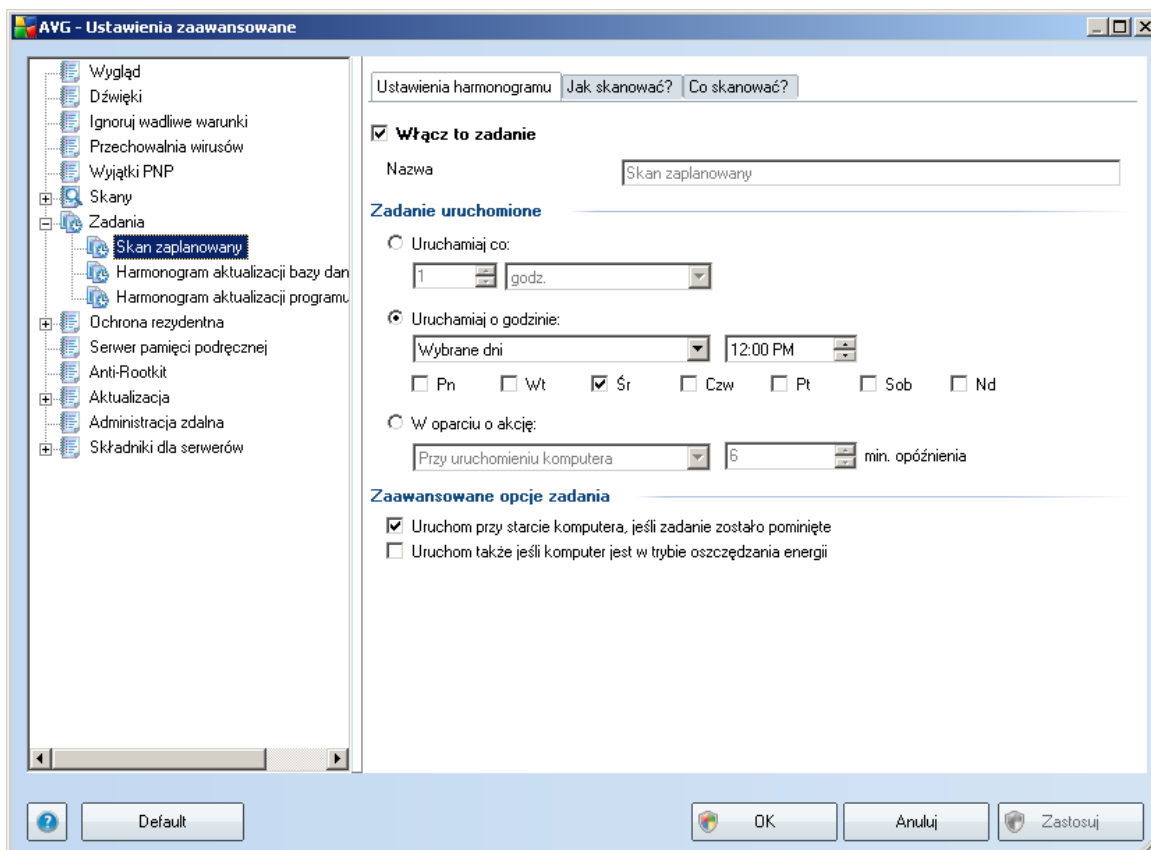 AVG - Ustawienia zaawansowane
Wygląd
Dźwięki
Ignoruj wadliwe warunki
Przechowalnia wirusów
Wyjątki PNP
Skany
Zadania
Skan zaplanowany
Harmonogram aktualizacji bazy dan
Harmonogram aktualizacji programu
Ochrona rezydentna
Serwer pamięci podręcznej
Anti-Rootkit
Aktualizacja
Administracja zdalna
Składniki dla serwerów
Ustawienia harmonogramu Jak skanować? Co skanować?
Włącz to zadanie
Nazwa Skan zaplanowany
Zadanie uruchomione
Uruchamiaj co:
1 godz.
Uruchamiaj o godzinie:
Wybrane dni 12:00 PM
Pn Wt Śr Czw Pt Sob Nd
W oparciu o akcję:
Przy uruchomieniu komputera 6 min. opóźnienia
Zaawansowane opcje zadania
Uruchom przy starcie komputera, jeśli zadanie zostało pominięte
Uruchom także jeśli komputer jest w trybie oszczędzania energii
? Default OK Anuluj Zastosuj